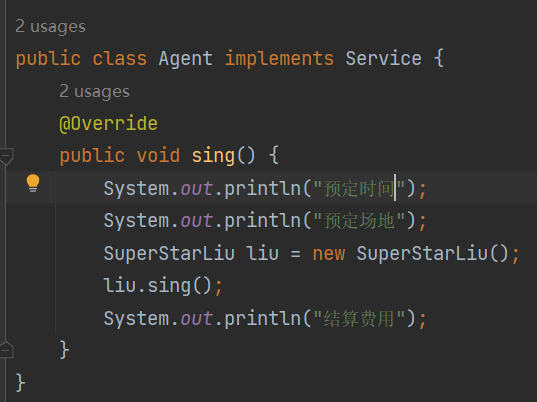 2 usages
public class Agent implements Service {
2 usages
@Override
public void sing() {
System.out.println("预定时间");
System.out.println("预定场地");
SuperStarLiu liu = new SuperStarLiu();
liu.sing();
System.out.println("结算费用");
}
}